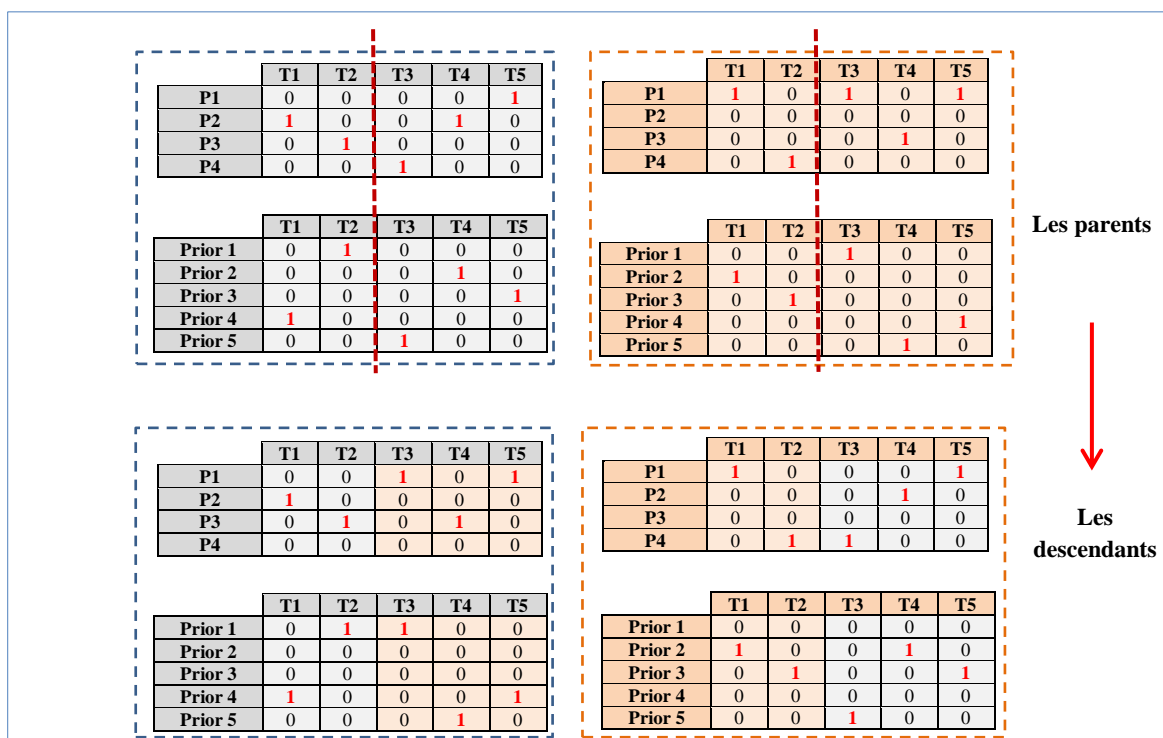 T1 T2 T3 T4 T5
P1 0 0 0 0 1
P2 1 0 0 1 0
P3 0 1 0 0 0
P4 0 0 1 0 0
T1 T2 T3 T4 T5
Prior 1 0 1 0 0 0
Prior 2 0 0 0 1 0
Prior 3 0 0 0 0 1
Prior 4 1 0 0 0 0
Prior 5 0 0 1 0 0
T1 T2 T3 T4 T5
P1 1 0 1 0 1
P2 0 0 0 0 0
P3 0 0 0 1 0
P4 0 1 0 0 0
T1 T2 T3 T4 T5
Prior 1 0 0 1 0 0
Prior 2 1 0 0 0 0
Prior 3 0 1 0 0 0
Prior 4 0 0 0 0 1
Prior 5 0 0 0 1 0
Les parents
T1 T2 T3 T4 T5
P1 0 0 1 0 1
P2 1 0 0 0 0
P3 0 1 0 1 0
P4 0 0 0 0 0
T1 T2 T3 T4 T5
Prior 1 0 1 1 0 0
Prior 2 0 0 0 0 0
Prior 3 0 0 0 0 0
Prior 4 1 0 0 0 1
Prior 5 0 0 0 1 0
T1 T2 T3 T4 T5
P1 1 0 0 0 1
P2 0 0 0 1 0
P3 0 0 0 0 0
P4 0 1 1 0 0
T1 T2 T3 T4 T5
Prior 1 0 0 0 0 0
Prior 2 1 0 0 1 0
Prior 3 0 1 0 0 1
Prior 4 0 0 0 0 0
Prior 5 0 0 1 0 0
Les
descendants